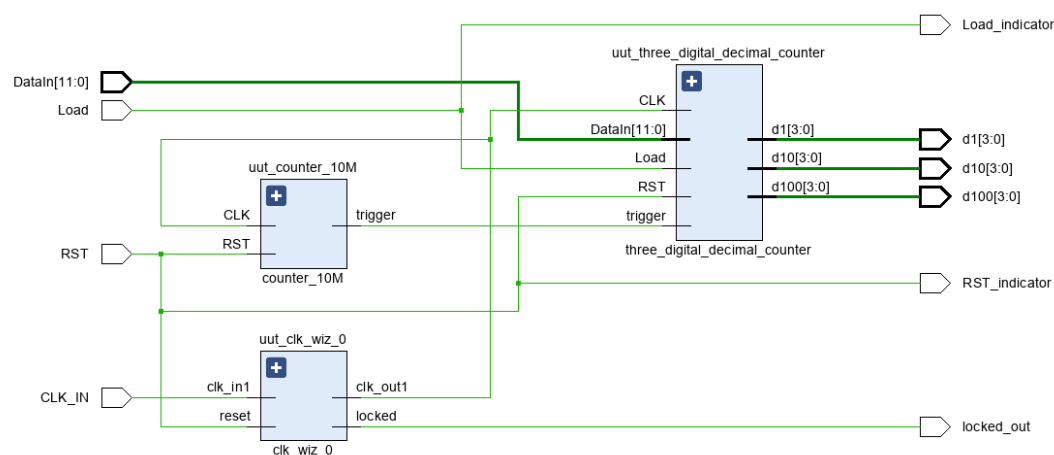 Load_indicator
DataIn[11:0]
Load
uut_three_digital_decimal_counter
CLK
DataIn[11:0]
Load
RST
trigger
d1[3:0]
d10[3:0]
d100[3:0]
three_digital_decimal_counter
d1[3:0]
d10[3:0]
d100[3:0]
uut_counter_10M
CLK
RST
trigger
counter_10M
RST
RST_indicator
uut_clk_wiz_0
clk_in1
reset
clk_out1
locked
clk_wiz_0
CLK_IN
locked_out